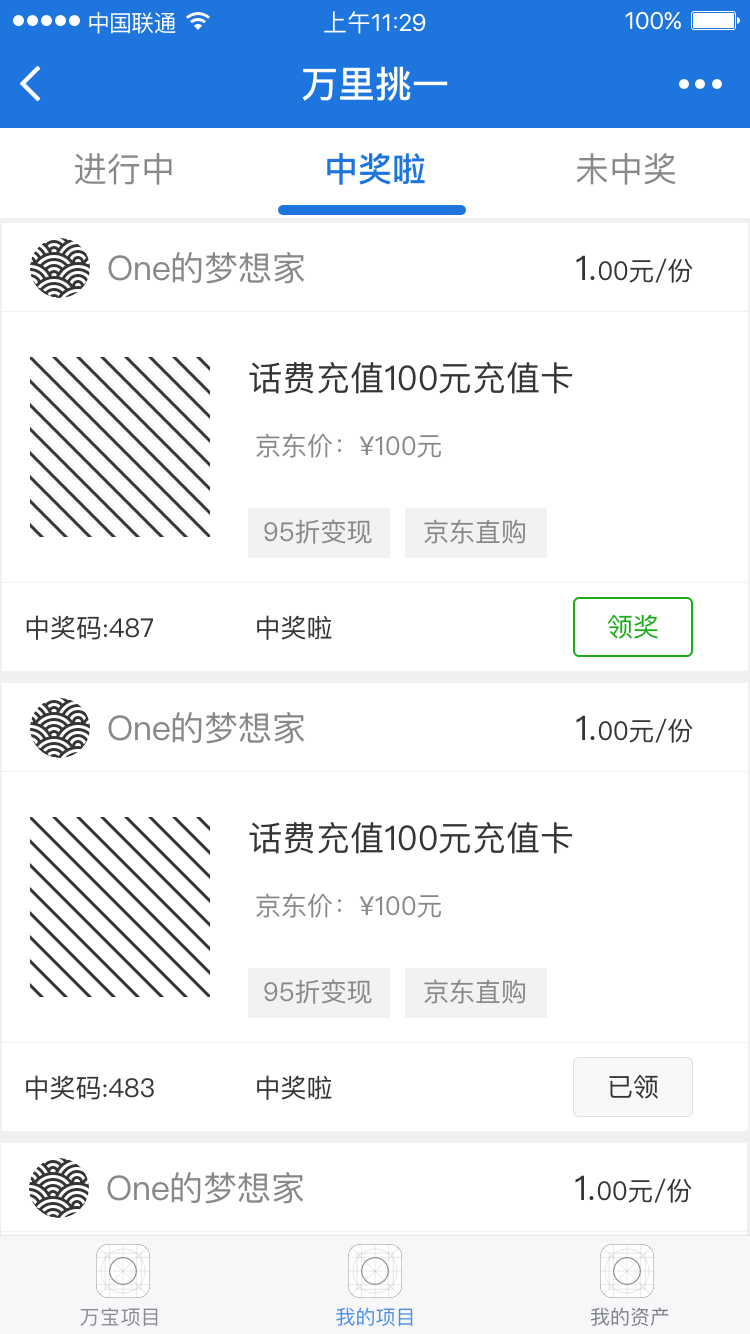 中国联通 上午11:29 100%
万里挑一
进行中 中奖啦 未中奖
One的梦想家 1.00元/份
话费充值100元充值卡
京东价：¥100元
95折变现 京东直购
中奖码:487 中奖啦 领奖
One的梦想家 1.00元/份
话费充值100元充值卡
京东价：¥100元
95折变现 京东直购
中奖码:483 中奖啦 已领
One的梦想家 1.00元/份
万宝项目 我的项目 我的资产